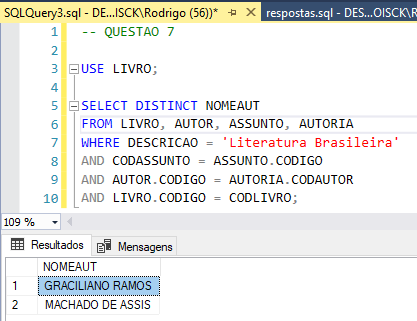 SQLQuery3.sql - DE...ISCK\Rodrigo (56))* respostas.sql - DES...OISCK\R
1 -- QUESTAO 7
2
3 USE LIVRO;
4
5 SELECT DISTINCT NOMEAUT
6 FROM LIVRO, AUTOR, ASSUNTO, AUTORIA
7 WHERE DESCRICAO = 'Literatura Brasileira'
8 AND CODASSUNTO = ASSUNTO.CODIGO
9 AND AUTOR.CODIGO = AUTORIA.CODAUTOR
10 AND LIVRO.CODIGO = CODLIVRO;
109 %
Resultados Mensagens
NOMEAUT
1 GRACILIANO RAMOS
2 MACHADO DE ASSIS